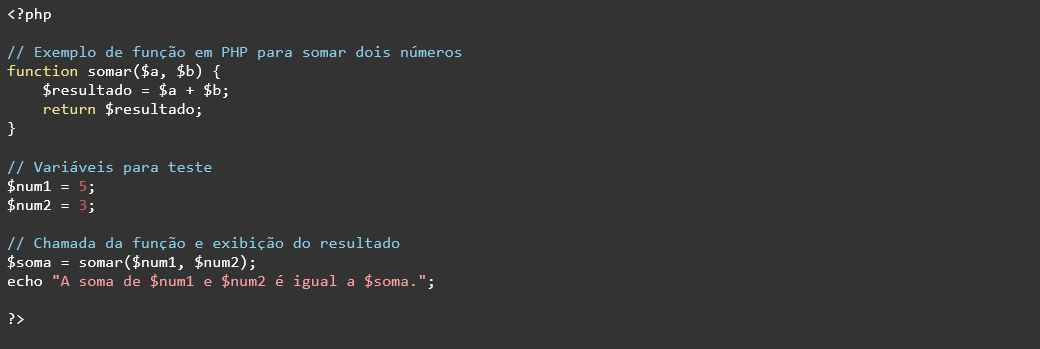 <?php
// Exemplo de função em PHP para somar dois números
function somar($a, $b) {
    $resultado = $a + $b;
    return $resultado;
}
// Variáveis para teste
$num1 = 5;
$num2 = 3;
// Chamada da função e exibição do resultado
$soma = somar($num1, $num2);
echo "A soma de $num1 e $num2 é igual a $soma.";
?>